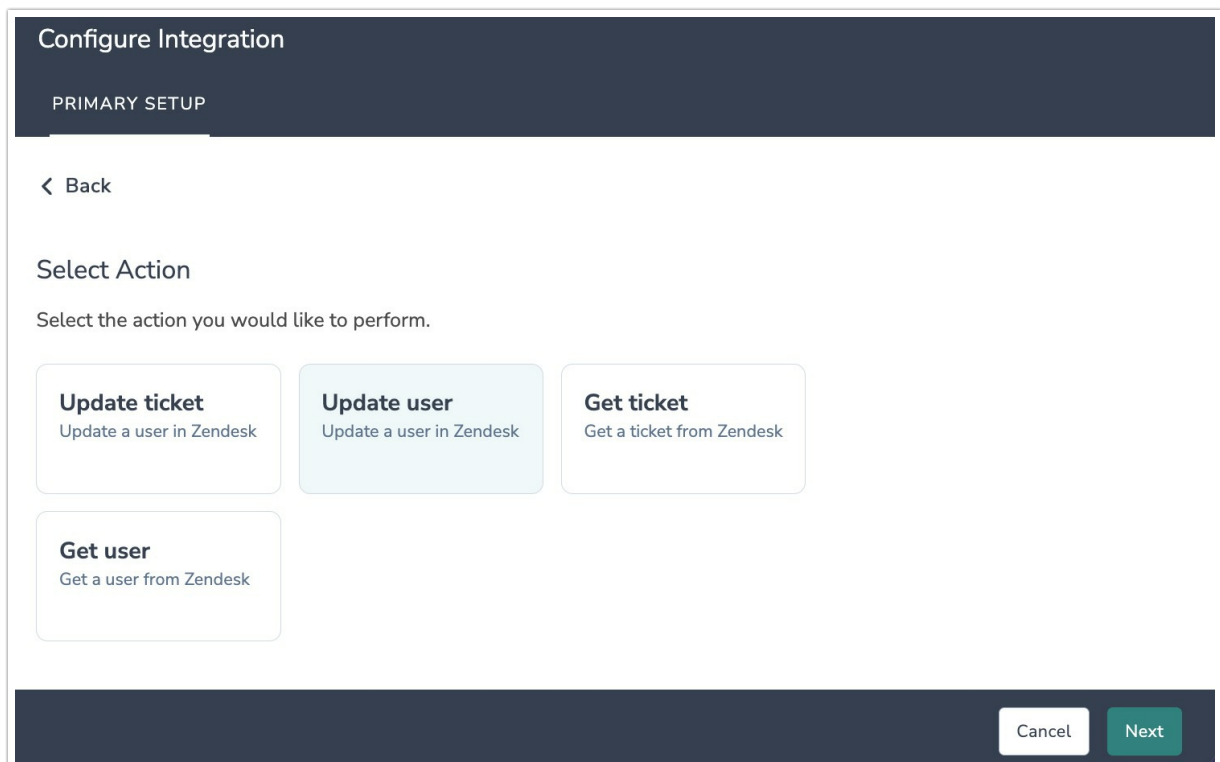 Configure Integration
PRIMARY SETUP
Back
Select Action
Select the action you would like to perform.
Update ticket
Update a user in Zendesk
Update user
Update a user in Zendesk
Get ticket
Get a ticket from Zendesk
Get user
Get a user from Zendesk
Cancel
Next